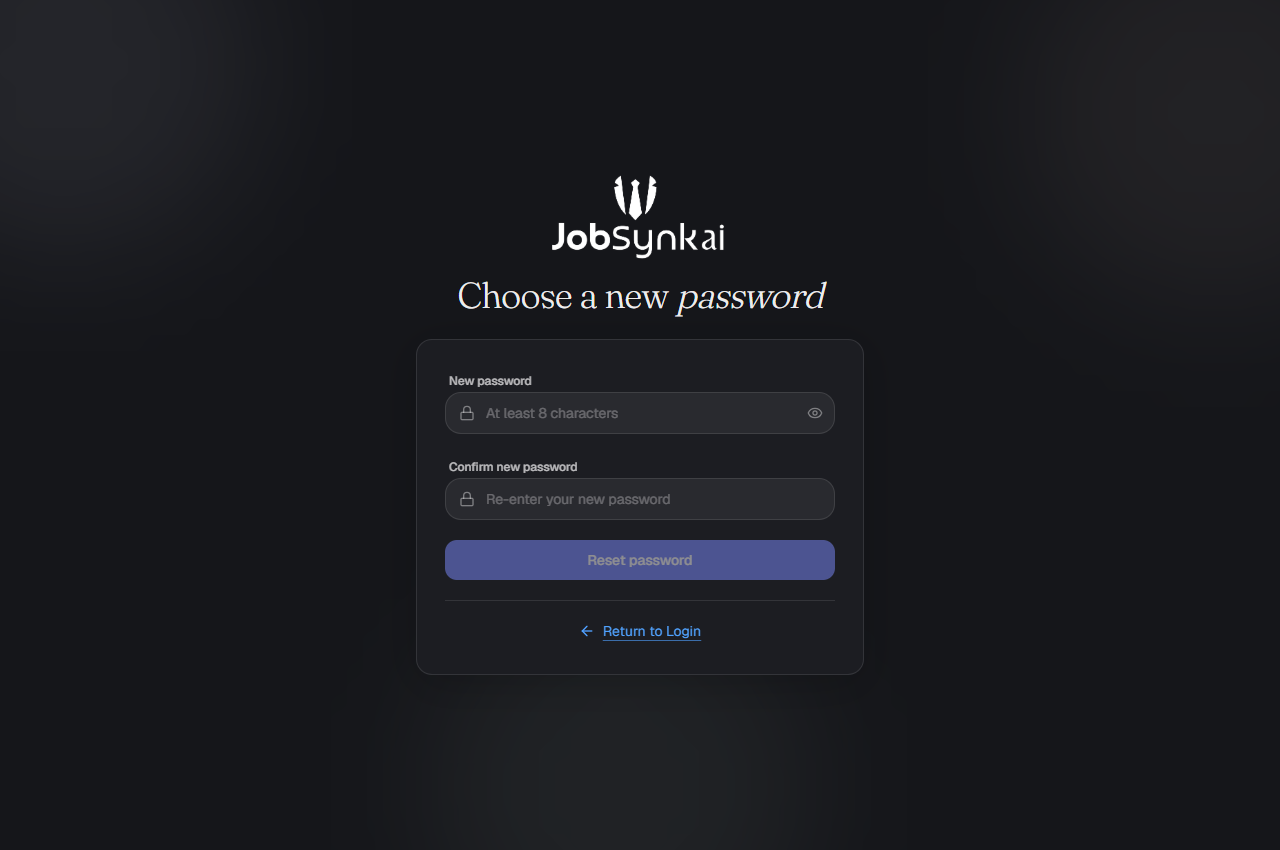 JobSynkai
Choose a new password
New password
At least 8 characters
Confirm new password
Re-enter your new password
Reset password
Return to Login